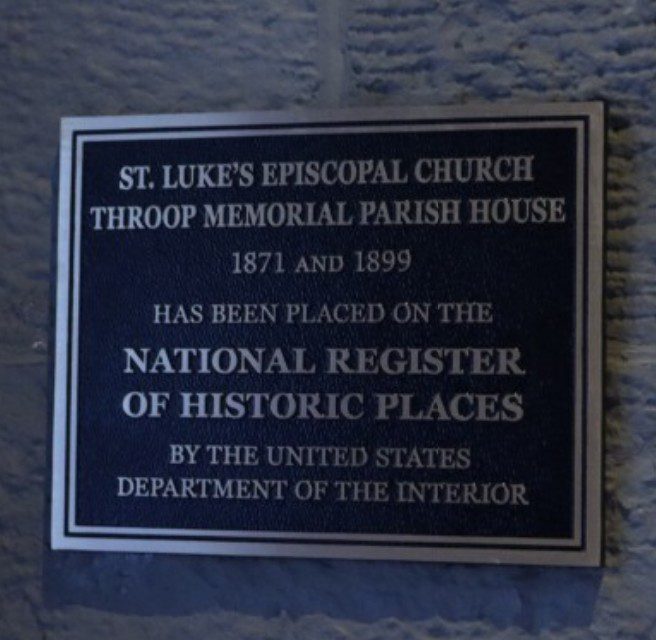 ST. LUKE'S EPISCOPAL CHURCH
THROOP MEMORIAL PARISH HOUSE
1871 AND 1899
HAS BEEN PLACED ON THE
NATIONAL REGISTER
OF HISTORIC PLACES
BY THE UNITED STATES
DEPARTMENT OF THE INTERIOR